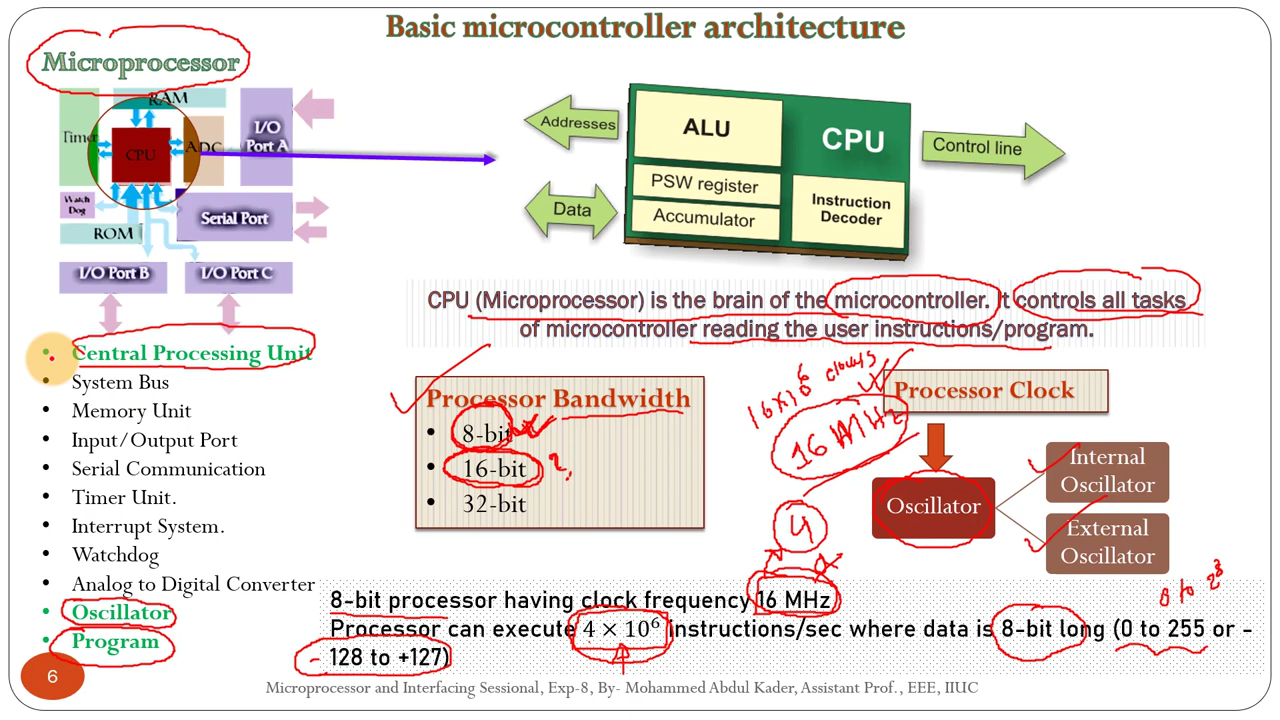 Basic microcontroller architecture
Microprocessor
RAM
Timer
CPU
ADC
I/O
Port A
Watch
Dog
Serial Port
ROM
I/O Port B
I/O Port C
Addresses
Data
ALU
CPU
PSW register
Accumulator
Instruction
Decoder
Control line
CPU (Microprocessor) is the brain of the microcontroller. It controls all tasks
of microcontroller reading the user instructions/program.
• Central Processing Unit
• System Bus
• Memory Unit
• Input/Output Port
• Serial Communication
• Timer Unit.
• Interrupt System.
• Watchdog
• Analog to Digital Converter
• Oscillator
• Program
Processor Bandwidth
• 8-bit
• 16-bit ?
• 32-bit
16×10⁶ clocks
16 MHz
4
Processor Clock
Oscillator
Internal
Oscillator
External
Oscillator
0 to 2⁸
8-bit processor having clock frequency 16 MHz
Processor can execute 4 × 10⁶ instructions/sec where data is 8-bit long (0 to 255 or –
128 to +127)
6
Microprocessor and Interfacing Sessional, Exp-8, By- Mohammed Abdul Kader, Assistant Prof., EEE, IIUC